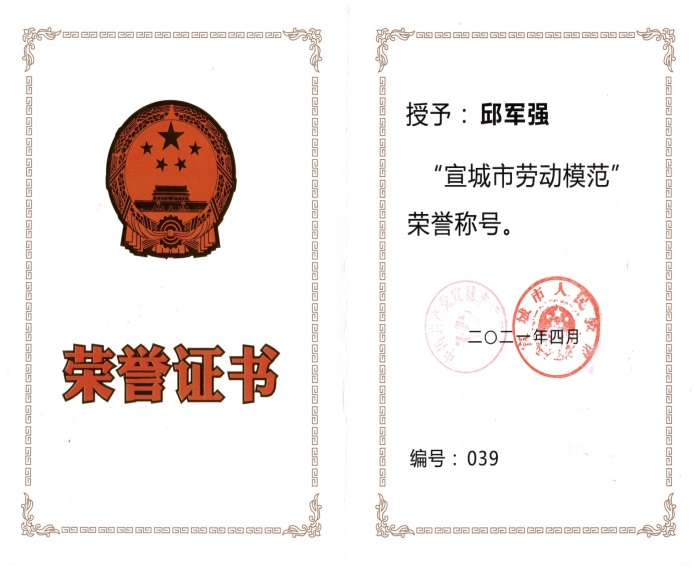 荣誉证书
授予：邱军强
“宣城市劳动模范”
荣誉称号。
二〇二一年四月
编号：039